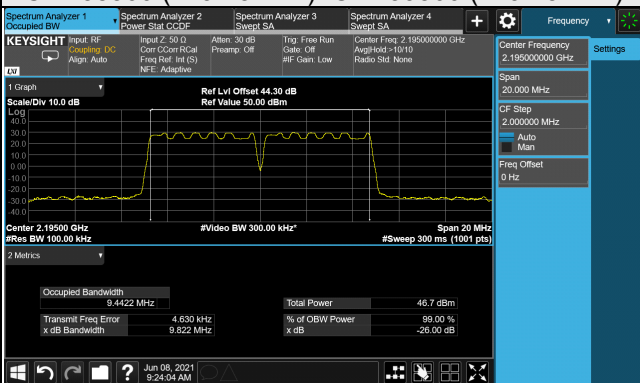 Spectrum Analyzer 1
Occupied BW
Spectrum Analyzer 2
Power Stat CCDF
Spectrum Analyzer 3
Swept SA
Spectrum Analyzer 4
Swept SA
Frequency
KEYSIGHT
Input: RF
Coupling: DC
Align: Auto
Input Z: 50 Ω
Corr CCorr RCal
Freq Ref: Int (S)
NFE: Adaptive
Atten: 30 dB
Preamp: Off
Trig: Free Run
Gate: Off
#IF Gain: Low
Center Freq: 2.195000000 GHz
Avg|Hold:>10/10
Radio Std: None
LXI
1 Graph
Scale/Div 10.0 dB
Ref Lvl Offset 44.30 dB
Ref Value 50.00 dBm
Log
40.0
30.0
20.0
10.0
0.00
-10.0
-20.0
-30.0
-40.0
Center 2.19500 GHz
#Res BW 100.00 kHz
#Video BW 300.00 kHz*
Span 20 MHz
#Sweep 300 ms (1001 pts)
2 Metrics
Occupied Bandwidth
9.4422 MHz
Transmit Freq Error 4.630 kHz
x dB Bandwidth 9.822 MHz
Total Power 46.7 dBm
% of OBW Power 99.00 %
x dB -26.00 dB
Center Frequency
2.195000000 GHz
Span
20.000 MHz
CF Step
2.000000 MHz
Auto
Man
Freq Offset
0 Hz
Settings
?
Jun 08, 2021
9:24:04 AM